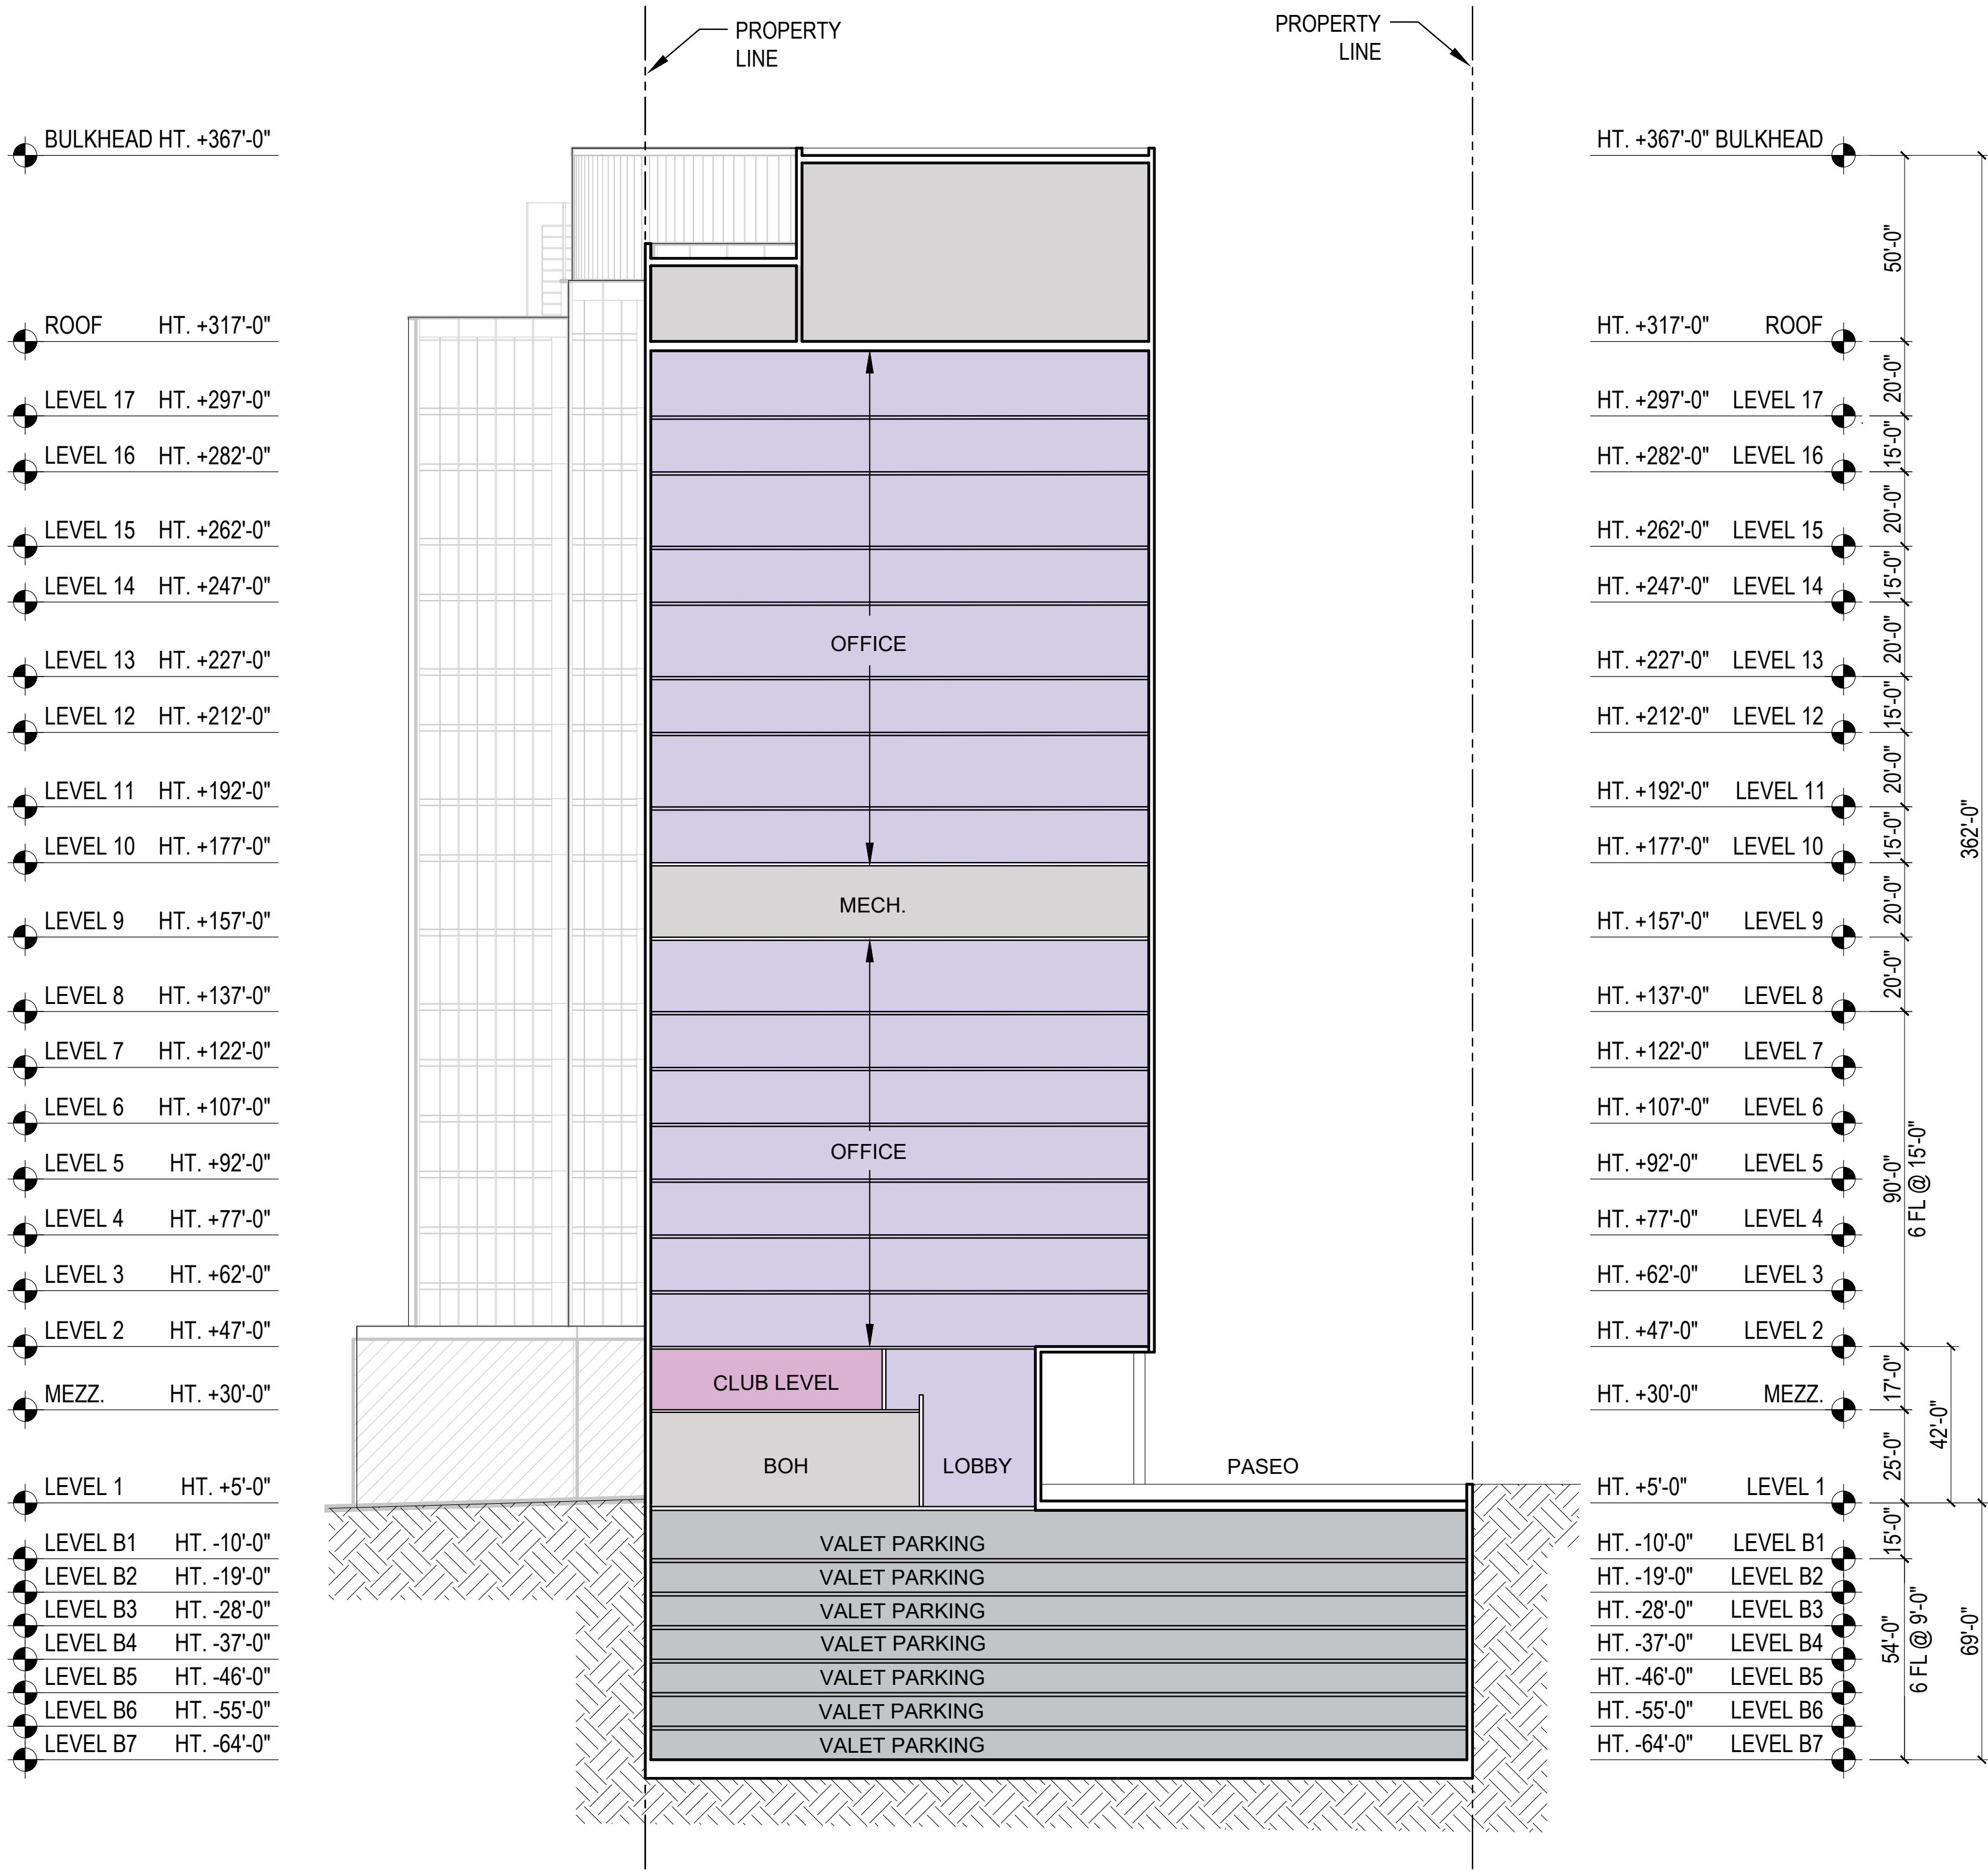 PROPERTY
LINE
PROPERTY
LINE
BULKHEAD HT. +367'-0"
HT. +367'-0" BULKHEAD
50'-0"
ROOF HT. +317'-0"
HT. +317'-0" ROOF
20'-0"
LEVEL 17 HT. +297'-0"
HT. +297'-0" LEVEL 17
15'-0"
LEVEL 16 HT. +282'-0"
HT. +282'-0" LEVEL 16
20'-0"
LEVEL 15 HT. +262'-0"
HT. +262'-0" LEVEL 15
15'-0"
LEVEL 14 HT. +247'-0"
HT. +247'-0" LEVEL 14
OFFICE
20'-0"
LEVEL 13 HT. +227'-0"
HT. +227'-0" LEVEL 13
15'-0"
LEVEL 12 HT. +212'-0"
HT. +212'-0" LEVEL 12
20'-0"
LEVEL 11 HT. +192'-0"
HT. +192'-0" LEVEL 11
362'-0"
15'-0"
LEVEL 10 HT. +177'-0"
HT. +177'-0" LEVEL 10
MECH.
20'-0"
LEVEL 9 HT. +157'-0"
HT. +157'-0" LEVEL 9
20'-0"
LEVEL 8 HT. +137'-0"
HT. +137'-0" LEVEL 8
LEVEL 7 HT. +122'-0"
HT. +122'-0" LEVEL 7
LEVEL 6 HT. +107'-0"
HT. +107'-0" LEVEL 6
OFFICE
LEVEL 5 HT. +92'-0"
HT. +92'-0" LEVEL 5
90'-0"
6 FL @ 15'-0"
LEVEL 4 HT. +77'-0"
HT. +77'-0" LEVEL 4
LEVEL 3 HT. +62'-0"
HT. +62'-0" LEVEL 3
LEVEL 2 HT. +47'-0"
HT. +47'-0" LEVEL 2
CLUB LEVEL
17'-0"
MEZZ. HT. +30'-0"
HT. +30'-0" MEZZ.
42'-0"
BOH
LOBBY
PASEO
25'-0"
LEVEL 1 HT. +5'-0"
HT. +5'-0" LEVEL 1
15'-0"
LEVEL B1 HT. -10'-0"
VALET PARKING
HT. -10'-0" LEVEL B1
LEVEL B2 HT. -19'-0"
VALET PARKING
HT. -19'-0" LEVEL B2
LEVEL B3 HT. -28'-0"
VALET PARKING
HT. -28'-0" LEVEL B3
LEVEL B4 HT. -37'-0"
VALET PARKING
HT. -37'-0" LEVEL B4
54'-0"
6 FL @ 9'-0"
69'-0"
LEVEL B5 HT. -46'-0"
VALET PARKING
HT. -46'-0" LEVEL B5
LEVEL B6 HT. -55'-0"
VALET PARKING
HT. -55'-0" LEVEL B6
LEVEL B7 HT. -64'-0"
VALET PARKING
HT. -64'-0" LEVEL B7